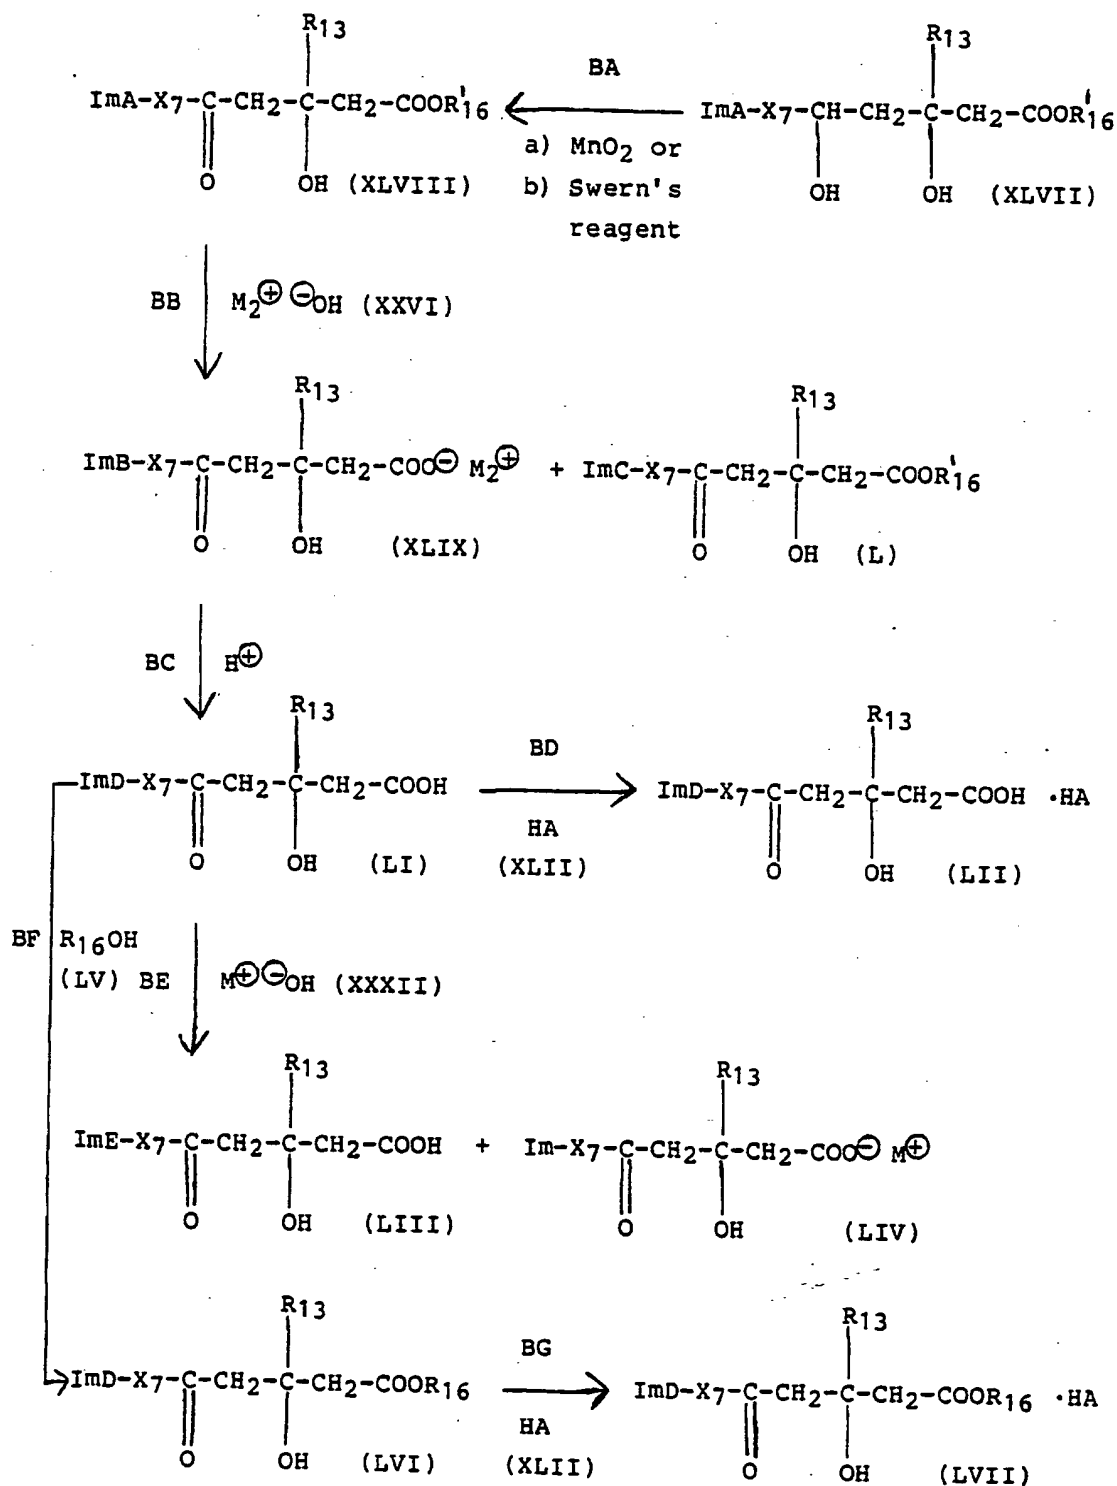 R13
ImA-X7-C-CH2-C-CH2-COOR'16
O
OH (XLVIII)
BA
a) MnO2 or
b) Swern's
reagent
R13
ImA-X7-CH-CH2-C-CH2-COOR'16
OH
OH (XLVII)
BB
M2⊕ ⊖OH (XXVI)
R13
ImB-X7-C-CH2-C-CH2-COO⊖ M2⊕
O
OH (XLIX)
+
R13
ImC-X7-C-CH2-C-CH2-COOR'16
O
OH (L)
BC
H⊕
R13
ImD-X7-C-CH2-C-CH2-COOH
O
OH (LI)
BD
HA
(XLII)
R13
ImD-X7-C-CH2-C-CH2-COOH ·HA
O
OH (LII)
BF
R16OH
(LV)
BE
M⊕ ⊖OH (XXXII)
R13
ImE-X7-C-CH2-C-CH2-COOH
O
OH (LIII)
+
R13
Im-X7-C-CH2-C-CH2-COO⊖ M⊕
O
OH (LIV)
R13
ImD-X7-C-CH2-C-CH2-COOR16
O
OH (LVI)
BG
HA
(XLII)
R13
ImD-X7-C-CH2-C-CH2-COOR16 ·HA
O
OH (LVII)